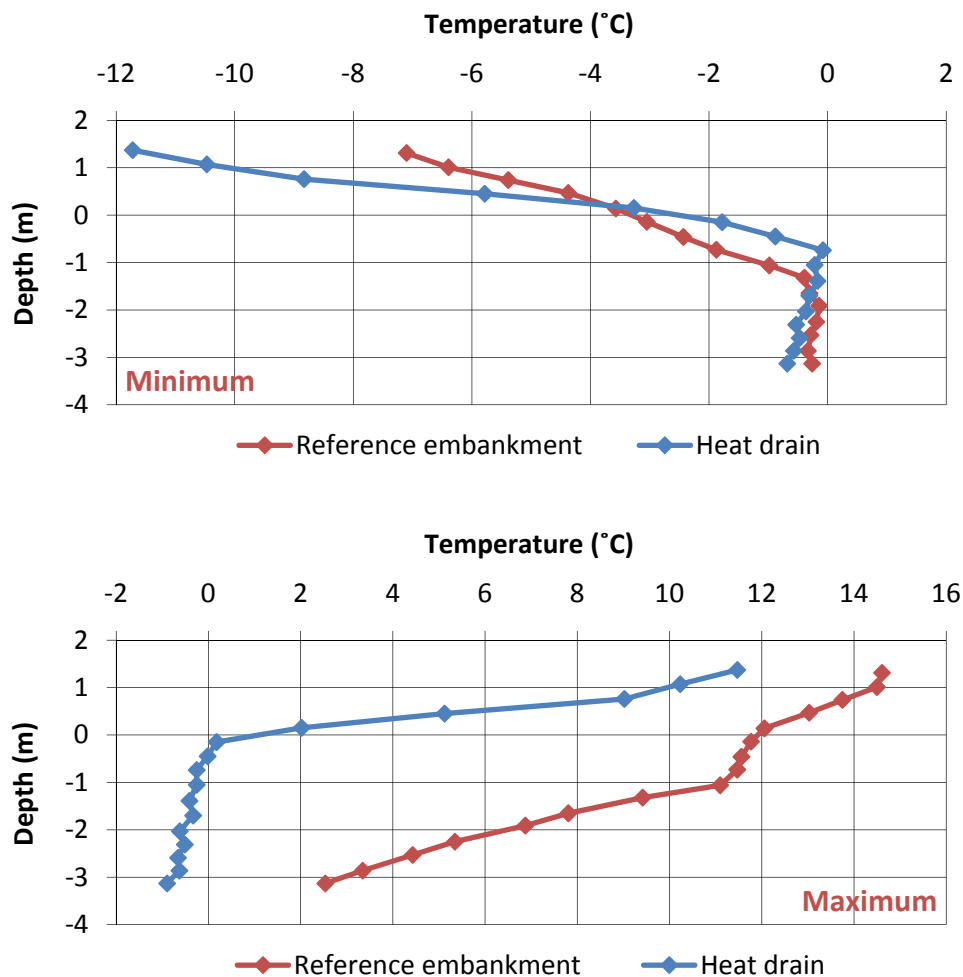 Temperature (˚C)
-12 -10 -8 -6 -4 -2 0 2
2
1
0
-1
-2
-3
-4
Depth (m)
Minimum
Reference embankment Heat drain
Temperature (˚C)
-2 0 2 4 6 8 10 12 14 16
2
1
0
-1
-2
-3
-4
Depth (m)
Maximum
Reference embankment Heat drain